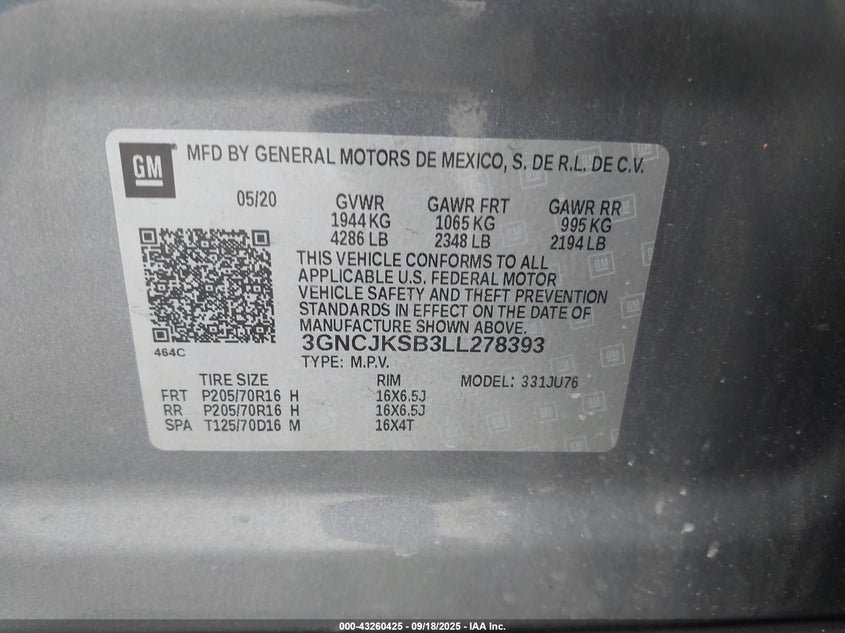 GM
MFD BY GENERAL MOTORS DE MEXICO, S. DE R.L. DE C.V.
05/20 GVWR GAWR FRT GAWR RR
1944 KG 1065 KG 995 KG
4286 LB 2348 LB 2194 LB
THIS VEHICLE CONFORMS TO ALL
APPLICABLE U.S. FEDERAL MOTOR
VEHICLE SAFETY AND THEFT PREVENTION
STANDARDS IN EFFECT ON THE DATE OF
MANUFACTURE SHOWN ABOVE.
464C
3GNCJKSB3LL278393
TYPE: M.P.V.
TIRE SIZE RIM MODEL: 331JU76
FRT P205/70R16 H 16X6.5J
RR P205/70R16 H 16X6.5J
SPA T125/70D16 M 16X4T
000-43260425 - 09/18/2025 - IAA Inc.